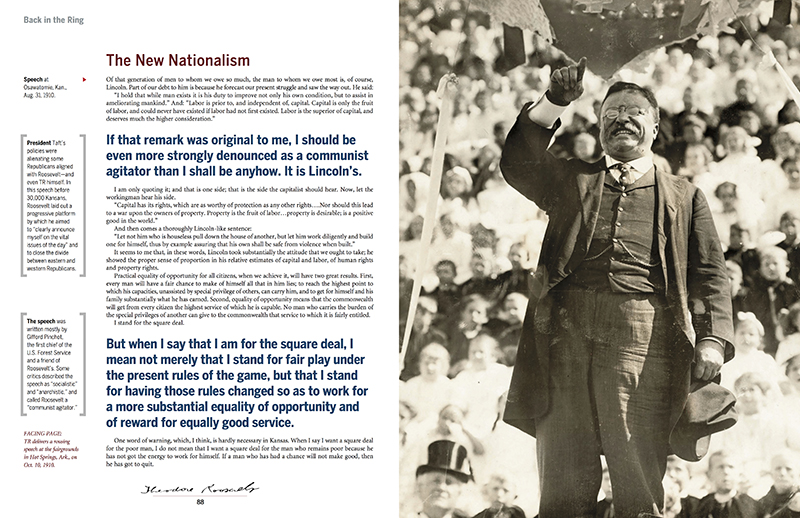 Back in the Ring
The New Nationalism
Speech at
Osawatomie, Kan.,
Aug. 31, 1910.
Of that generation of men to whom we owe so much, the man to whom we owe most is, of course,
Lincoln. Part of our debt to him is because he forecast our present struggle and saw the way out. He said:
"I hold that while man exists it is his duty to improve not only his own condition, but to assist in
ameliorating mankind." And: "Labor is prior to, and independent of, capital. Capital is only the fruit
of labor, and could never have existed if labor had not first existed. Labor is the superior of capital, and
deserves much the higher consideration."
President Taft's
policies were
alienating some
Republicans aligned
with Roosevelt—and
even TR himself. In
this speech before
30,000 Kansans,
Roosevelt laid out a
progressive platform
by which he aimed
to "clearly announce
myself on the vital
issues of the day" and
to close the divide
between eastern and
western Republicans.
If that remark was original to me, I should be
even more strongly denounced as a communist
agitator than I shall be anyhow. It is Lincoln's.
I am only quoting it; and that is one side; that is the side the capitalist should hear. Now, let the
workingman hear his side.
"Capital has its rights, which are as worthy of protection as any other rights.…Nor should this lead
to a war upon the owners of property. Property is the fruit of labor…property is desirable; is a positive
good in the world."
And then comes a thoroughly Lincoln-like sentence:
"Let not him who is houseless pull down the house of another, but let him work diligently and build
one for himself, thus by example assuring that his own shall be safe from violence when built."
It seems to me that, in these words, Lincoln took substantially the attitude that we ought to take; he
showed the proper sense of proportion in his relative estimates of capital and labor, of human rights
and property rights.
Practical equality of opportunity for all citizens, when we achieve it, will have two great results. First,
every man will have a fair chance to make of himself all that in him lies; to reach the highest point to
which his capacities, unassisted by special privilege of others, can carry him, and to get for himself and his
family substantially what he has earned. Second, equality of opportunity means that the commonwealth
will get from every citizen the highest service of which he is capable. No man who carries the burden of
the special privileges of another can give to the commonwealth that service to which it is fairly entitled.
I stand for the square deal.
The speech was
written mostly by
Gifford Pinchot,
the first chief of the
U.S. Forest Service
and a friend of
Roosevelt's. Some
critics described the
speech as "socialistic"
and "anarchistic," and
called Roosevelt a
"communist agitator."
But when I say that I am for the square deal, I
mean not merely that I stand for fair play under
the present rules of the game, but that I stand
for having those rules changed so as to work for
a more substantial equality of opportunity and
of reward for equally good service.
FACING PAGE:
TR delivers a rousing
speech at the fairgrounds
in Hot Springs, Ark., on
Oct. 10, 1910.
One word of warning, which, I think, is hardly necessary in Kansas. When I say I want a square deal
for the poor man, I do not mean that I want a square deal for the man who remains poor because he
has not got the energy to work for himself. If a man who has had a chance will not make good, then
he has got to quit.
Theodore Roosevelt
88